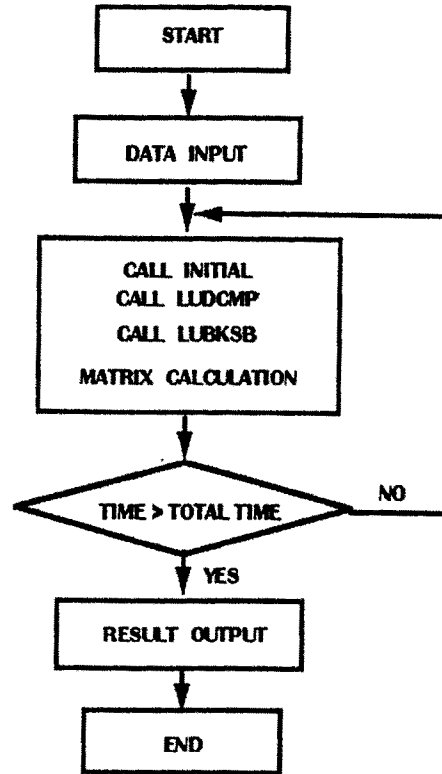 START
DATA INPUT
CALL INITIAL
CALL LUDCMP
CALL LUBKSB
MATRIX CALCULATION
TIME > TOTAL TIME
NO
YES
RESULT OUTPUT
END